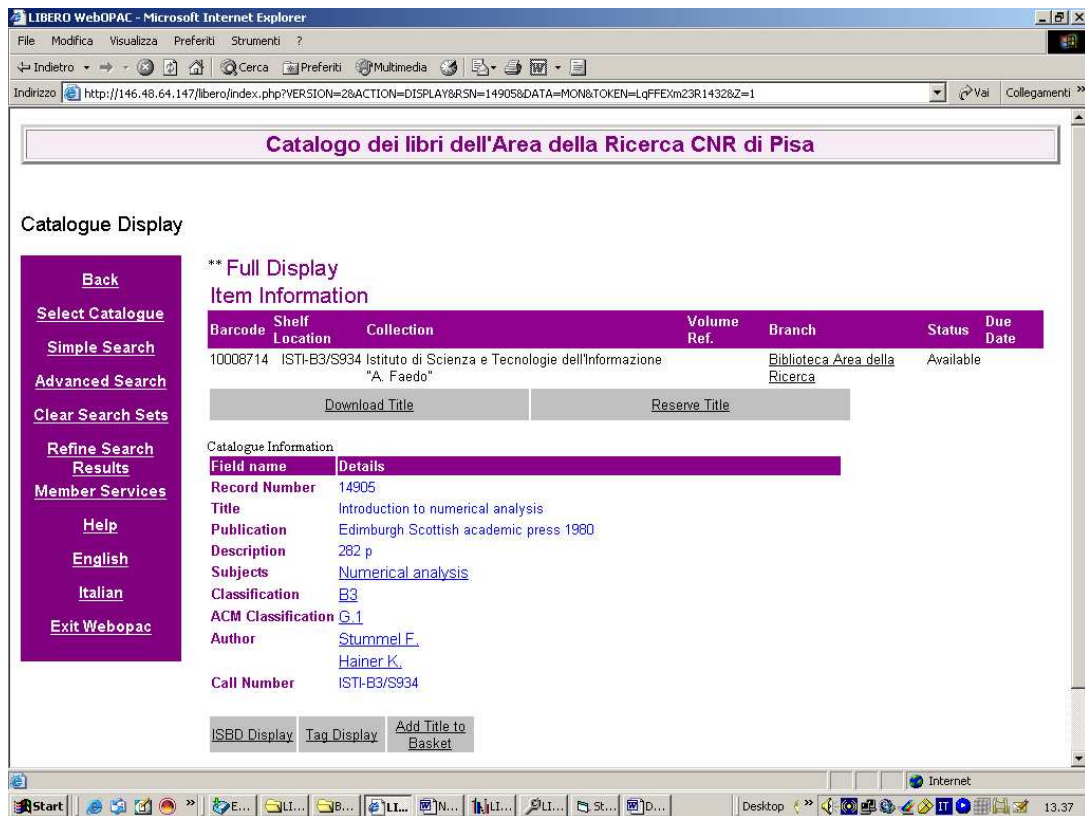 LIBERO WebOPAC - Microsoft Internet Explorer
File Modifica Visualizza Preferiti Strumenti ?
Indietro Cerca Preferiti Multimedia
Indirizzo http://146.48.64.147/libero/index.php?VERSION=2&ACTION=DISPLAY&RSN=14905&DATA=MON&TOKEN=LqFFEXm23R1432&Z=1 Vai Collegamenti »
Catalogo dei libri dell'Area della Ricerca CNR di Pisa
Catalogue Display
Back
Select Catalogue
Simple Search
Advanced Search
Clear Search Sets
Refine Search
Results
Member Services
Help
English
Italian
Exit Webopac
** Full Display
Item Information
Barcode Shelf Location Collection Volume Ref. Branch Status Due Date
10008714 ISTI-B3/S934 Istituto di Scienza e Tecnologie dell'Informazione "A. Faedo" Biblioteca Area della Ricerca Available
Download Title Reserve Title
Catalogue Information
Field name Details
Record Number 14905
Title Introduction to numerical analysis
Publication Edinburgh Scottish academic press 1980
Description 282 p
Subjects Numerical analysis
Classification B3
ACM Classification G.1
Author Stummel F.
Hainer K.
Call Number ISTI-B3/S934
ISBD Display Tag Display Add Title to Basket
Internet
Start » E... LI... B... LI... N... LI... LI... St... D... Desktop » IT 13.37